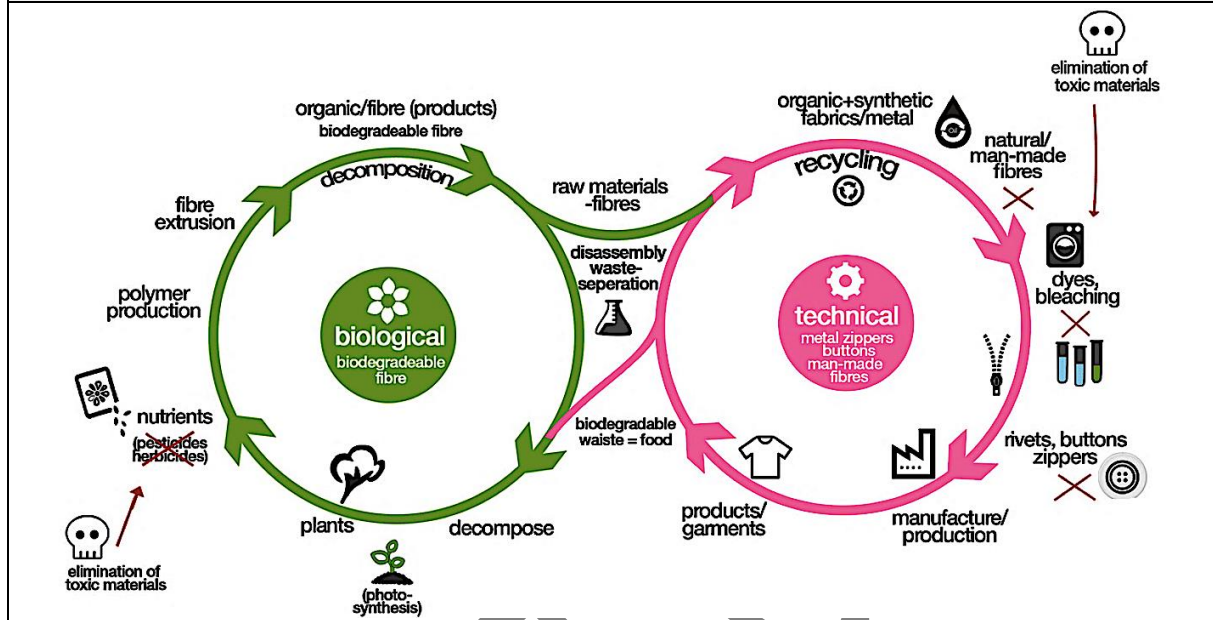 elimination of
toxic materials
organic/fibre (products)
biodegradeable fibre
decomposition
fibre
extrusion
polymer
production
nutrients
(pesticides
herbicides)
elimination of
toxic materials
plants
(photo-
synthesis)
decompose
biological
biodegradeable
fibre
raw materials
-fibres
disassembly
waste-
seperation
biodegradable
waiste = food
organic+synthetic
fabrics/metal
recycling
natural/
man-made
fibres
dyes,
bleaching
rivets, buttons
zippers
manufacture/
production
products/
garments
technical
metal zippers
buttons
man-made
fibres